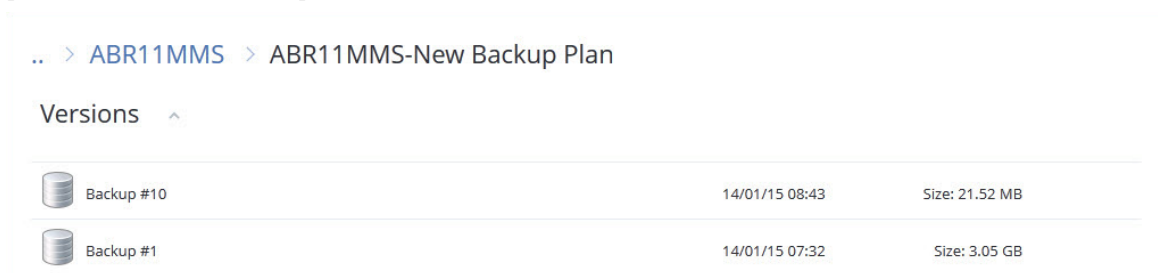 .. > ABR11MMS > ABR11MMS-New Backup Plan
Versions
Backup #10 14/01/15 08:43 Size: 21.52 MB
Backup #1 14/01/15 07:32 Size: 3.05 GB